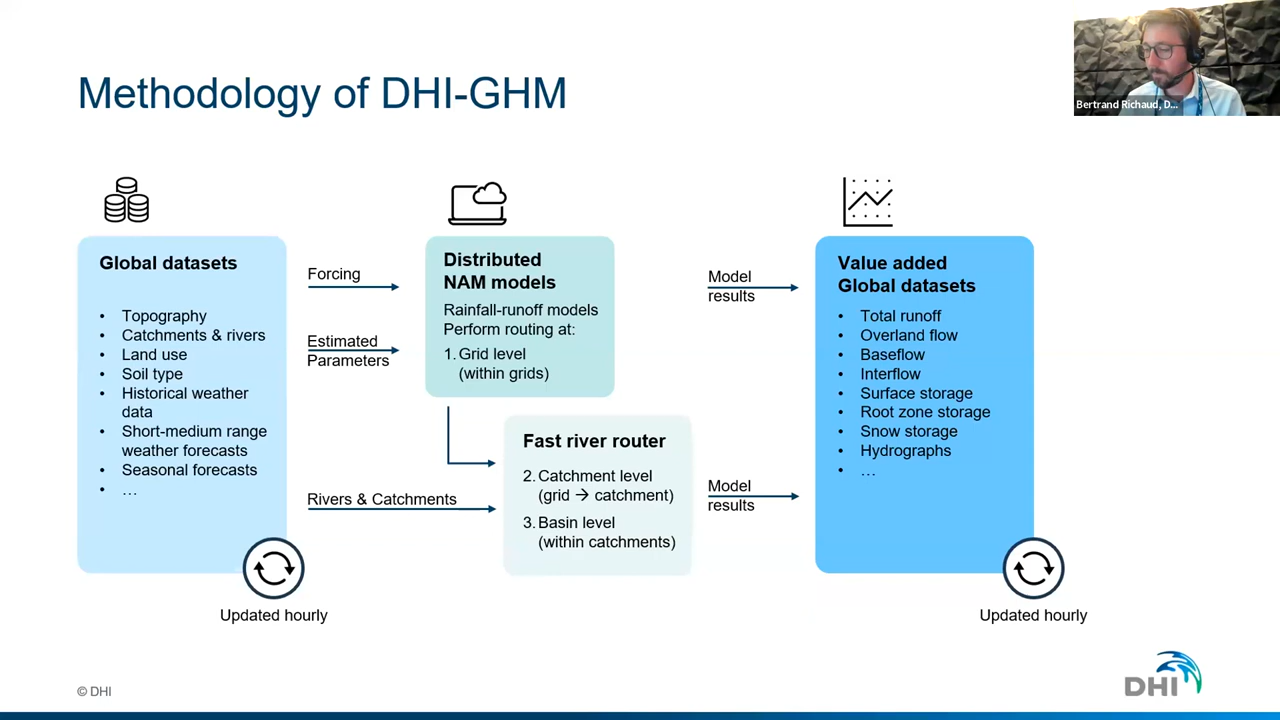 Methodology of DHI-GHM
Bertrand Richaud, D...
Global datasets
• Topography
• Catchments & rivers
• Land use
• Soil type
• Historical weather
data
• Short-medium range
weather forecasts
• Seasonal forecasts
• ...
Updated hourly
Forcing
Estimated
Parameters
Rivers & Catchments
Distributed
NAM models
Rainfall-runoff models
Perform routing at:
1. Grid level
(within grids)
Fast river router
2. Catchment level
(grid → catchment)
3. Basin level
(within catchments)
Model
results
Model
results
Value added
Global datasets
• Total runoff
• Overland flow
• Baseflow
• Interflow
• Surface storage
• Root zone storage
• Snow storage
• Hydrographs
• ...
Updated hourly
© DHI
DHI